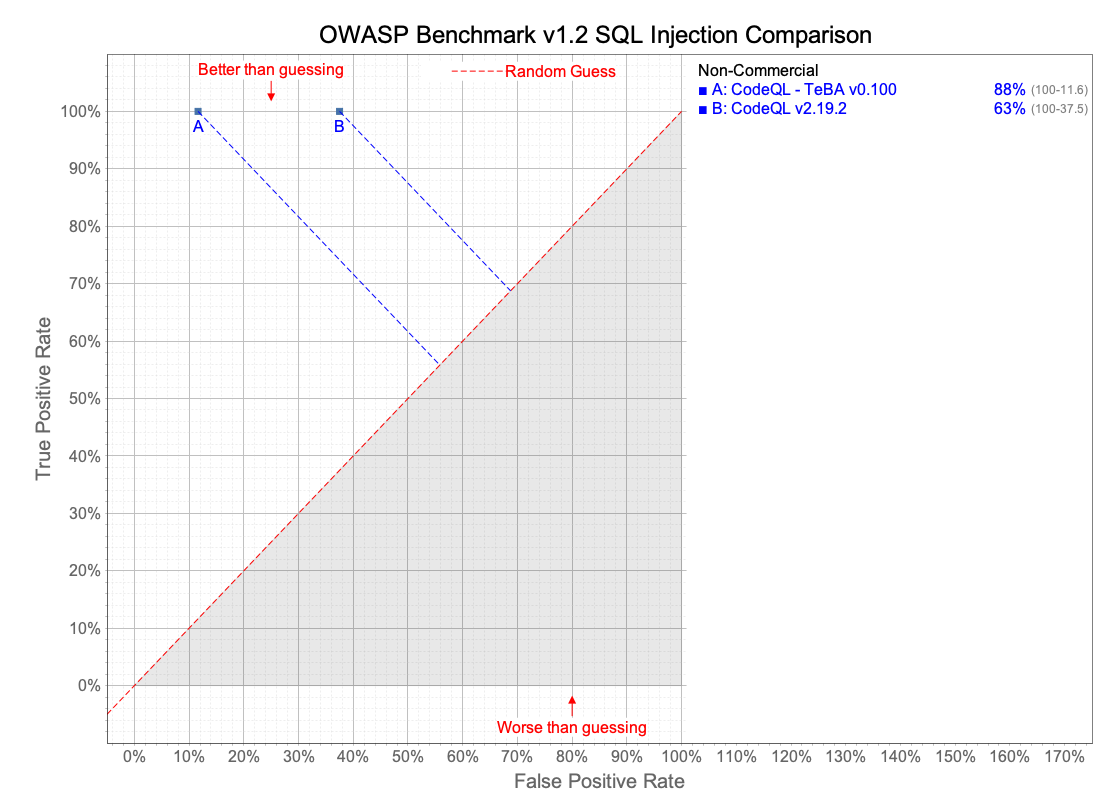 OWASP Benchmark v1.2 SQL Injection Comparison
Better than guessing
Random Guess
Non-Commercial
A: CodeQL - TeBA v0.100 88% (100-11.6)
B: CodeQL v2.19.2 63% (100-37.5)
A
B
100%
90%
80%
70%
60%
50%
40%
30%
20%
10%
0%
True Positive Rate
Worse than guessing
0% 10% 20% 30% 40% 50% 60% 70% 80% 90% 100% 110% 120% 130% 140% 150% 160% 170%
False Positive Rate